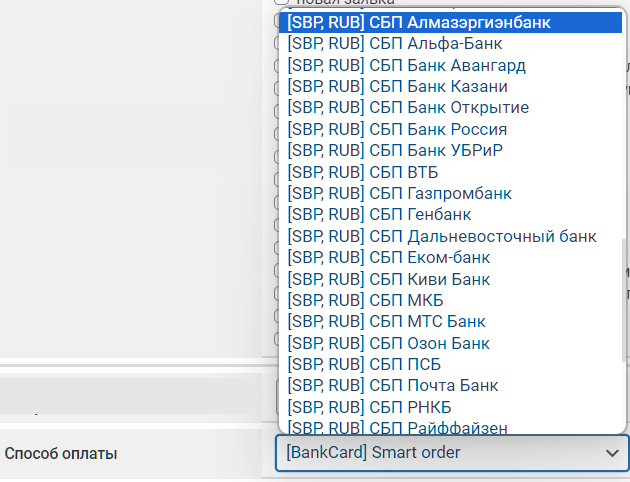 новая заявка
[SBP, RUB] СБП Алмазэргиэнбанк
[SBP, RUB] СБП Альфа-Банк
[SBP, RUB] СБП Банк Авангард
[SBP, RUB] СБП Банк Казани
[SBP, RUB] СБП Банк Открытие
[SBP, RUB] СБП Банк Россия
[SBP, RUB] СБП Банк УБРиР
[SBP, RUB] СБП ВТБ
[SBP, RUB] СБП Газпромбанк
[SBP, RUB] СБП Генбанк
[SBP, RUB] СБП Дальневосточный банк
[SBP, RUB] СБП Еком-банк
[SBP, RUB] СБП Киви Банк
[SBP, RUB] СБП МКБ
[SBP, RUB] СБП МТС Банк
[SBP, RUB] СБП Озон Банк
[SBP, RUB] СБП ПСБ
[SBP, RUB] СБП Почта Банк
[SBP, RUB] СБП РНКБ
[SBP, RUB] СБП Райффайзен
Способ оплаты [BankCard] Smart order